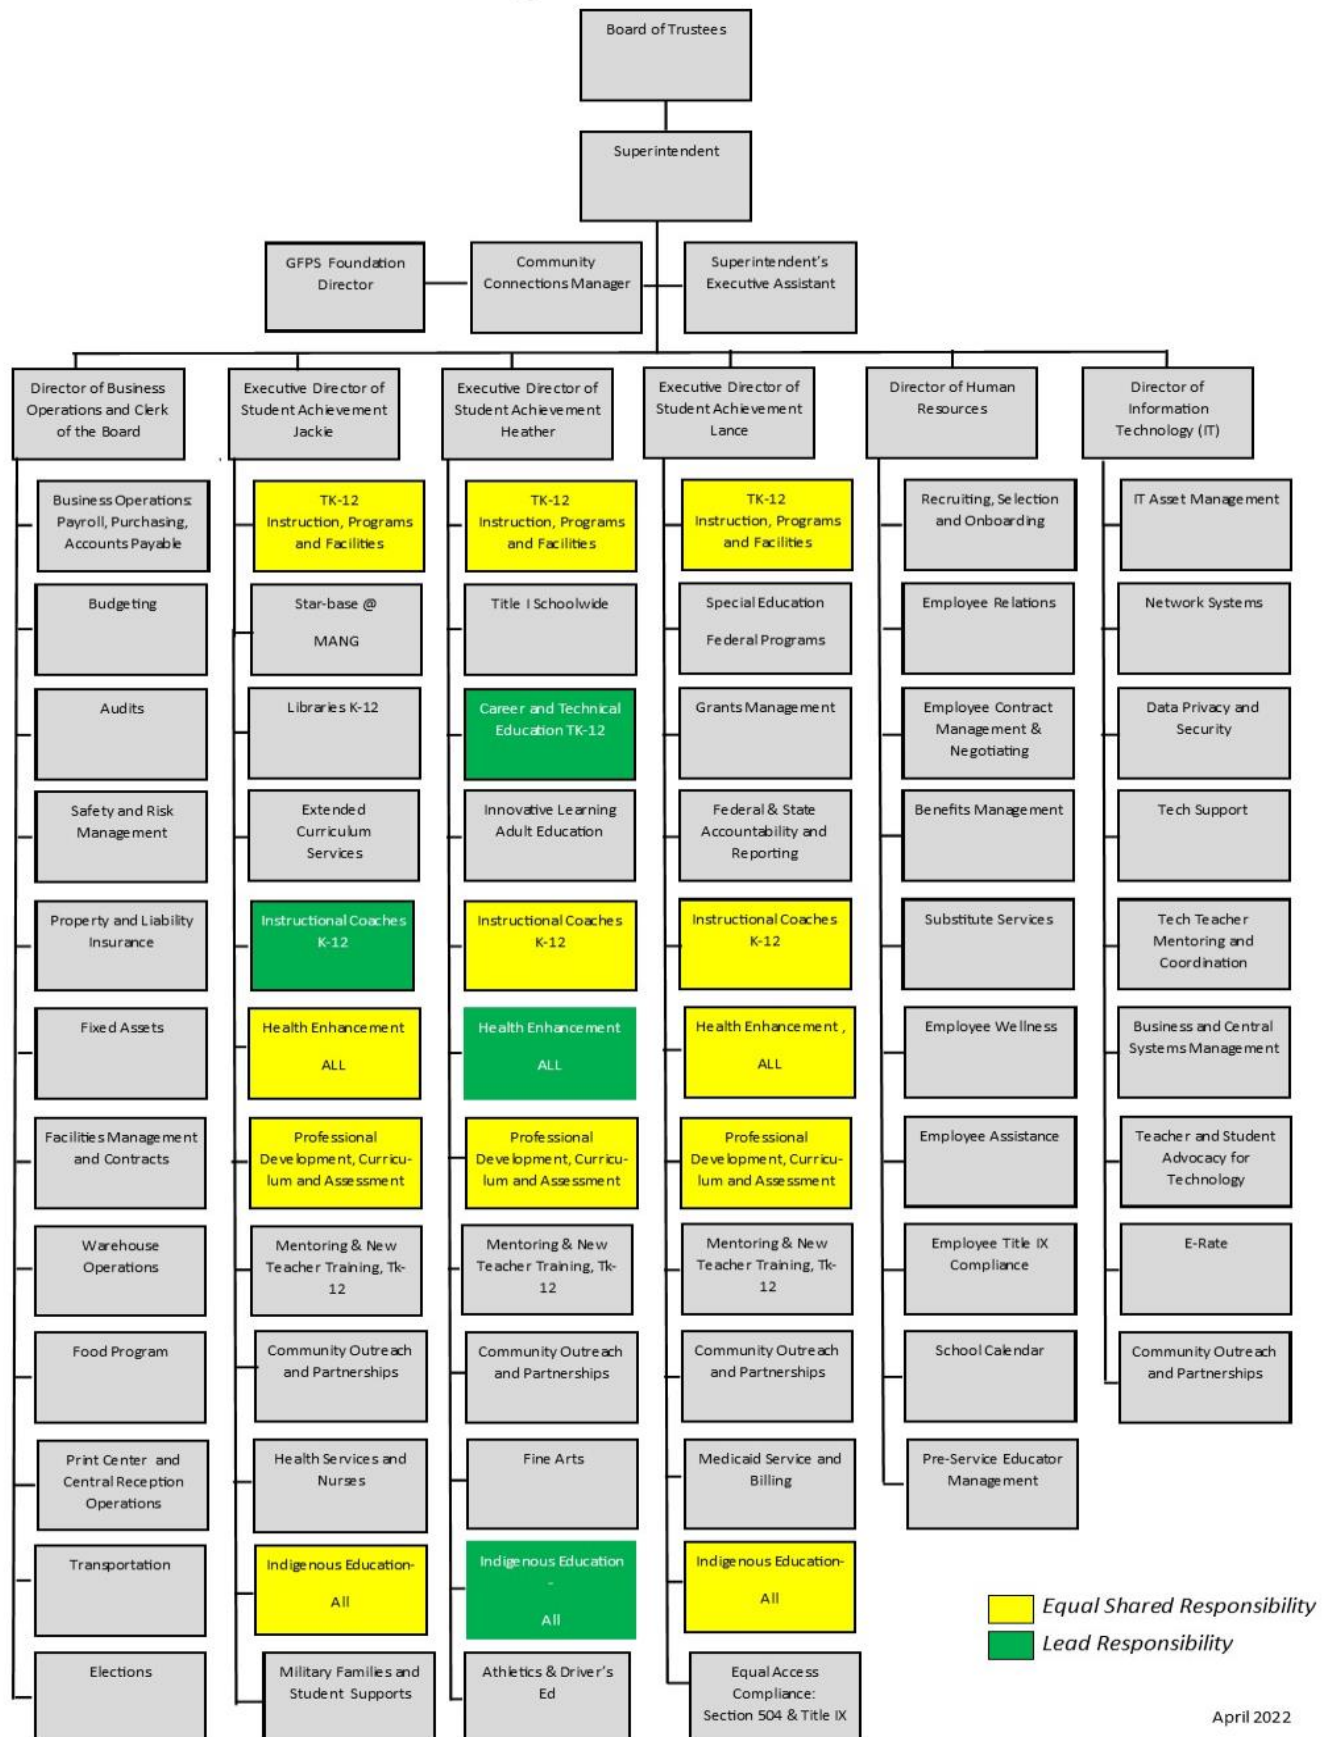 Board of Trustees
Superintendent
GFPS Foundation
Director
Community
Connections Manager
Superintendent's
Executive Assistant
Director of Business
Operations and Clerk
of the Board
Executive Director of
Student Achievement
Jackie
Executive Director of
Student Achievement
Heather
Executive Director of
Student Achievement
Lance
Director of Human
Resources
Director of
Information
Technology (IT)
Business Operations:
Payroll, Purchasing,
Accounts Payable
Budgeting
Audits
Safety and Risk
Management
Property and Liability
Insurance
Fixed Assets
Facilities Management
and Contracts
Warehouse
Operations
Food Program
Print Center and
Central Reception
Operations
Transportation
Elections
TK-12
Instruction, Programs
and Facilities
Star-base @
MANG
Libraries K-12
Extended
Curriculum
Services
Instructional Coaches
K-12
Health Enhancement
ALL
Professional
Development, Curricu-
lum and Assessment
Mentoring & New
Teacher Training, Tk-
12
Community Outreach
and Partnerships
Health Services and
Nurses
Indigenous Education-
All
Military Families and
Student Supports
TK-12
Instruction, Programs
and Facilities
Title I Schoolwide
Career and Technical
Education TK-12
Innovative Learning
Adult Education
Instructional Coaches
K-12
Health Enhancement
ALL
Professional
Development, Curricu-
lum and Assessment
Mentoring & New
Teacher Training, Tk-
12
Community Outreach
and Partnerships
Fine Arts
Indigenous Education
-
All
Athletics & Driver's
Ed
TK-12
Instruction, Programs
and Facilities
Special Education
Federal Programs
Grants Management
Federal & State
Accountability and
Reporting
Instructional Coaches
K-12
Health Enhancement ,
ALL
Professional
Development, Curricu-
lum and Assessment
Mentoring & New
Teacher Training, Tk-
12
Community Outreach
and Partnerships
Medicaid Service and
Billing
Indigenous Education-
All
Equal Access
Compliance:
Section 504 & Title IX
Recruiting, Selection
and Onboarding
Employee Relations
Employee Contract
Management &
Negotiating
Benefits Management
Substitute Services
Employee Wellness
Employee Assistance
Employee Title IX
Compliance
School Calendar
Pre-Service Educator
Management
IT Asset Management
Network Systems
Data Privacy and
Security
Tech Support
Tech Teacher
Mentoring and
Coordination
Business and Central
Systems Management
Teacher and Student
Advocacy for
Technology
E-Rate
Community Outreach
and Partnerships
Equal Shared Responsibility
Lead Responsibility
April 2022